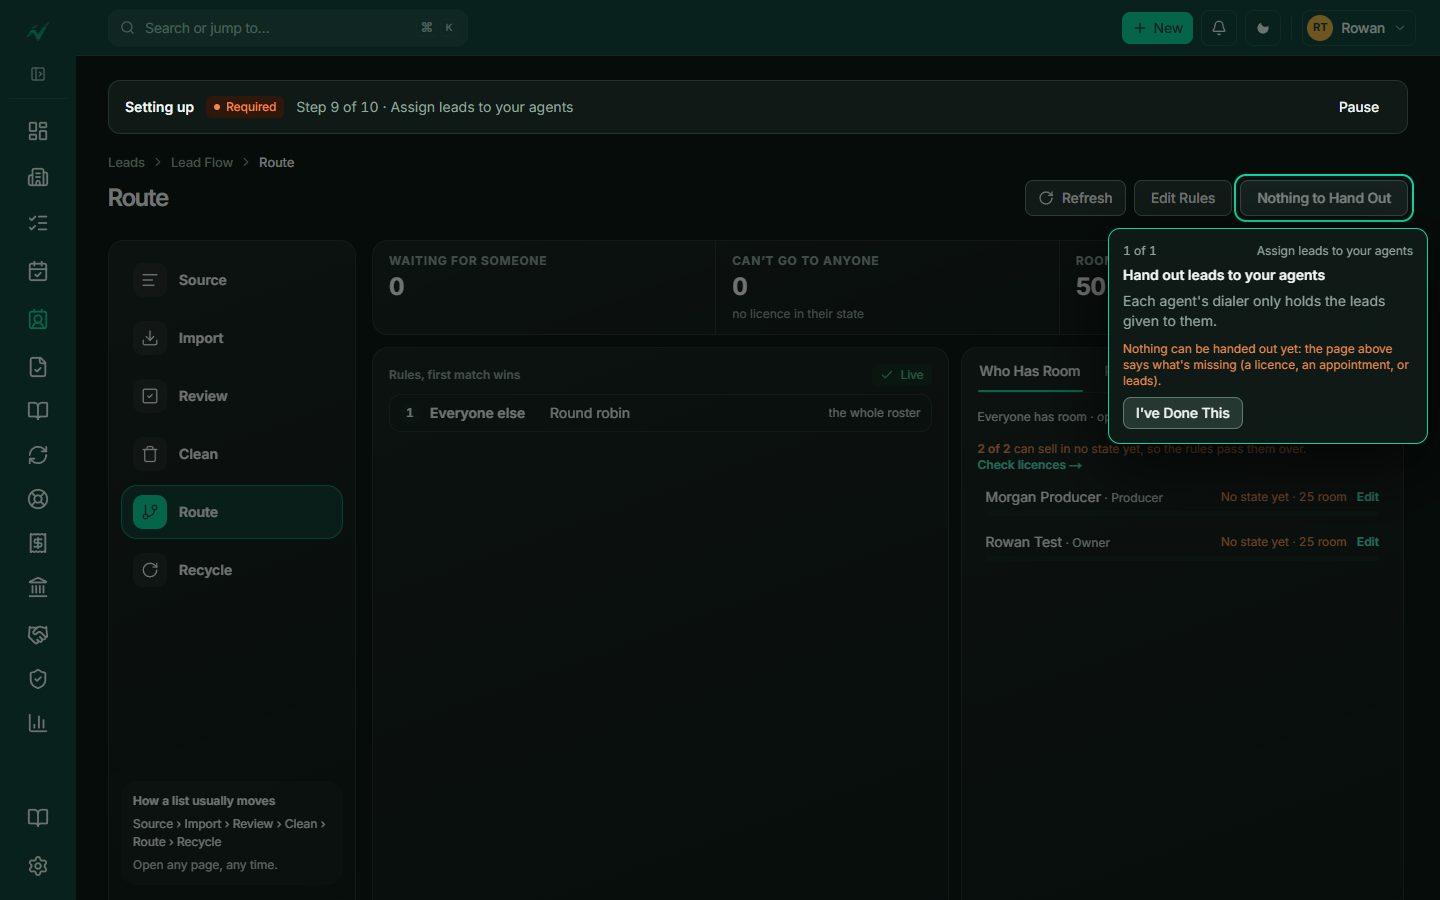 Search or jump to...
⌘ K
New
RT
Rowan
Setting up
Required
Step 9 of 10 · Assign leads to your agents
Pause
Leads > Lead Flow > Route
Route
Refresh
Edit Rules
Nothing to Hand Out
Source
Import
Review
Clean
Route
Recycle
How a list usually moves
Source › Import › Review › Clean ›
Route › Recycle
Open any page, any time.
WAITING FOR SOMEONE
0
CAN'T GO TO ANYONE
0
no licence in their state
50
Rules, first match wins
Live
1 Everyone else Round robin the whole roster
1 of 1
Assign leads to your agents
Hand out leads to your agents
Each agent's dialer only holds the leads
given to them.
Nothing can be handed out yet: the page above
says what's missing (a licence, an appointment, or
leads).
I've Done This
Who Has Room
Everyone has room ·
2 of 2 can sell in no state yet, so the rules pass them over.
Check licences →
Morgan Producer · Producer
No state yet · 25 room Edit
Rowan Test · Owner
No state yet · 25 room Edit